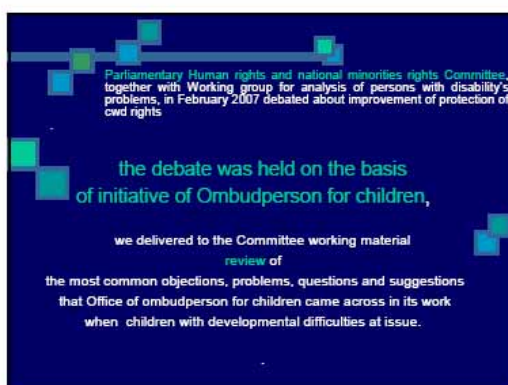 Parliamentary Human rights and national minorities rights Committee,
together with Working group for analysis of persons with disability's
problems, in February 2007 debated about improvement of protection of
cwd rights
the debate was held on the basis
of initiative of Ombudperson for children,
we delivered to the Committee working material
review of
the most common objections, problems, questions and suggestions
that Office of ombudperson for children came across in its work
when children with developmental difficulties at issue.